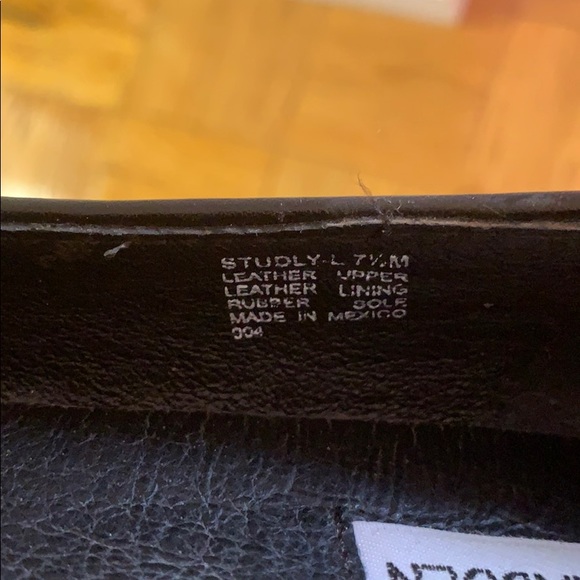 STUDLY-L 7½M
LEATHER UPPER
LEATHER LINING
RUBBER SOLE
MADE IN MEXICO
004